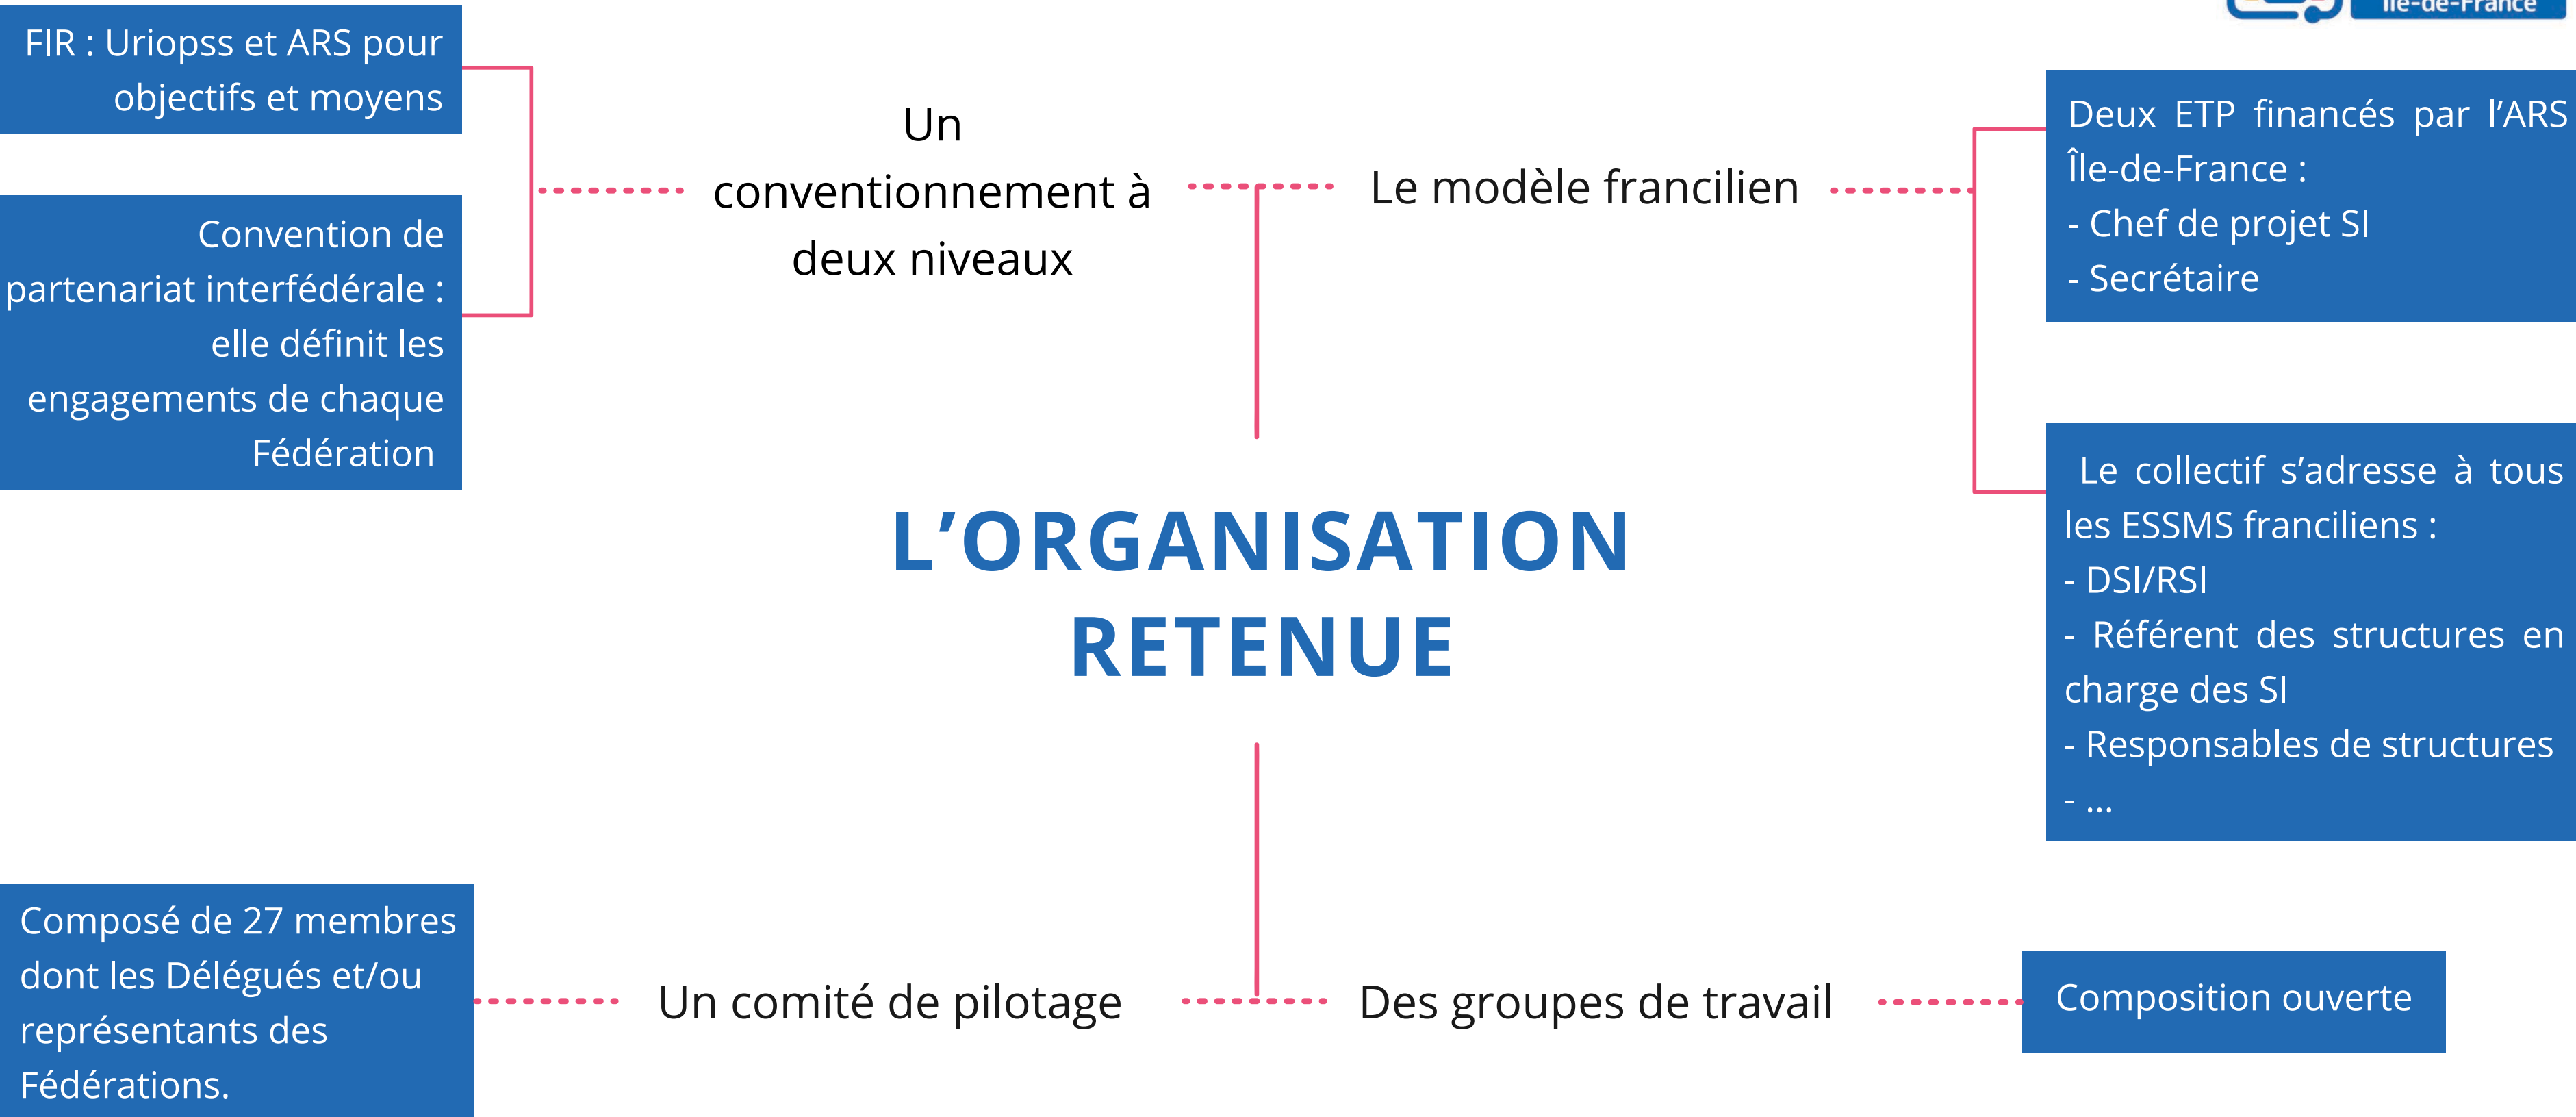 Île-de-France
FIR : Uriopss et ARS pour
objectifs et moyens
Convention de
partenariat interfédérale :
elle définit les
engagements de chaque
Fédération
Un
conventionnement à
deux niveaux
Le modèle francilien
Deux ETP financés par l’ARS
Île-de-France :
- Chef de projet SI
- Secrétaire
Le collectif s’adresse à tous
les ESSMS franciliens :
- DSI/RSI
- Référent des structures en
charge des SI
- Responsables de structures
- ...
L’ORGANISATION
RETENUE
Composé de 27 membres
dont les Délégués et/ou
représentants des
Fédérations.
Un comité de pilotage
Des groupes de travail
Composition ouverte